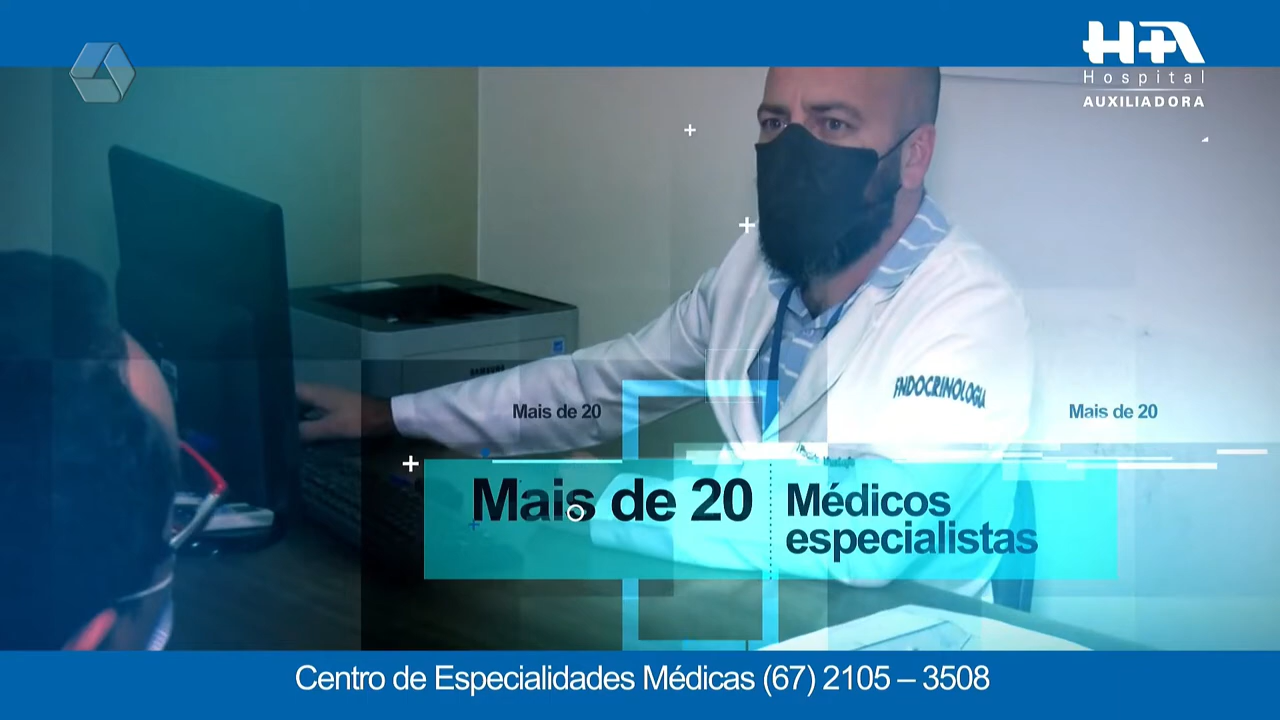 HA
Hospital
AUXILIADORA
ENDOCRINOLOGIA
Mais de 20
Mais de 20
Mais de 20
Médicos
especialistas
Centro de Especialidades Médicas (67) 2105 – 3508